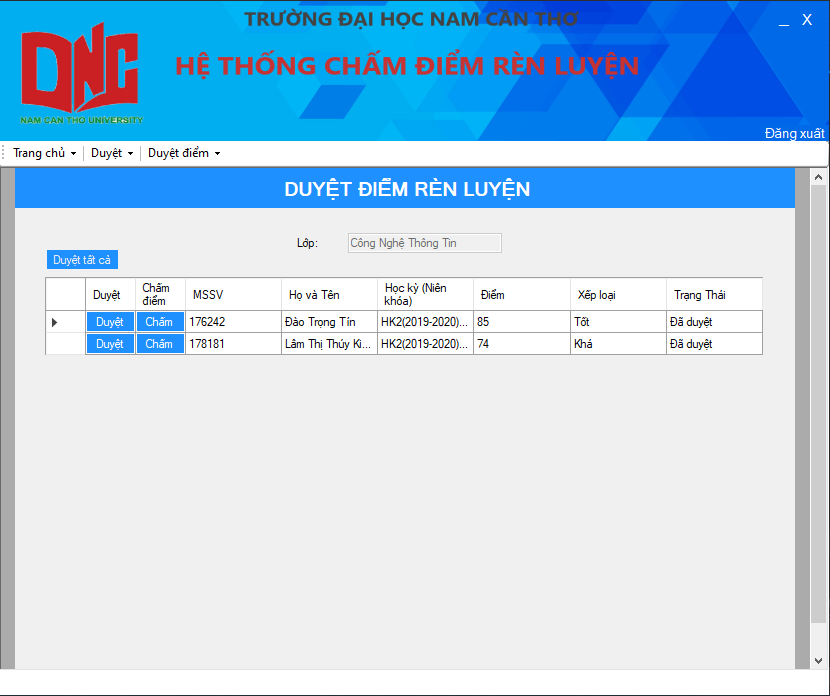 TRƯỜNG ĐẠI HỌC NAM CẦN THƠ
_ X
HỆ THỐNG CHẤM ĐIỂM RÈN LUYỆN
DNC
NAM CAN THO UNIVERSITY
Đăng xuất
Trang chủ Duyệt Duyệt điểm
DUYỆT ĐIỂM RÈN LUYỆN
Lớp: Công Nghệ Thông Tin
Duyệt tất cả
Duyệt Chấm điểm MSSV Họ và Tên Học kỳ (Niên khóa) Điểm Xếp loại Trạng Thái
Duyệt Chấm 176242 Đào Trọng Tín HK2(2019-2020)... 85 Tốt Đã duyệt
Duyệt Chấm 178181 Lâm Thị Thúy Ki... HK2(2019-2020)... 74 Khá Đã duyệt